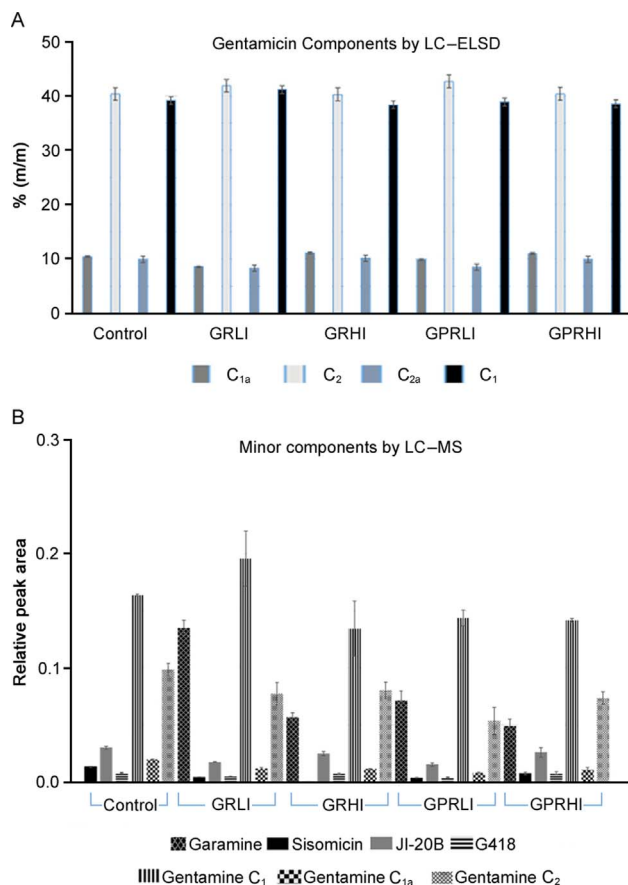 A
Gentamicin Components by LC–ELSD
% (m/m)
50
40
30
20
10
0
Control GRLI GRHI GPRLI GPRHI
C1a C2 C2a C1
B
Minor components by LC–MS
Relative peak area
0.3
0.2
0.1
0.0
Control GRLI GRHI GPRLI GPRHI
Garamine Sisomicin JI-20B G418
Gentamine C1 Gentamine C1a Gentamine C2